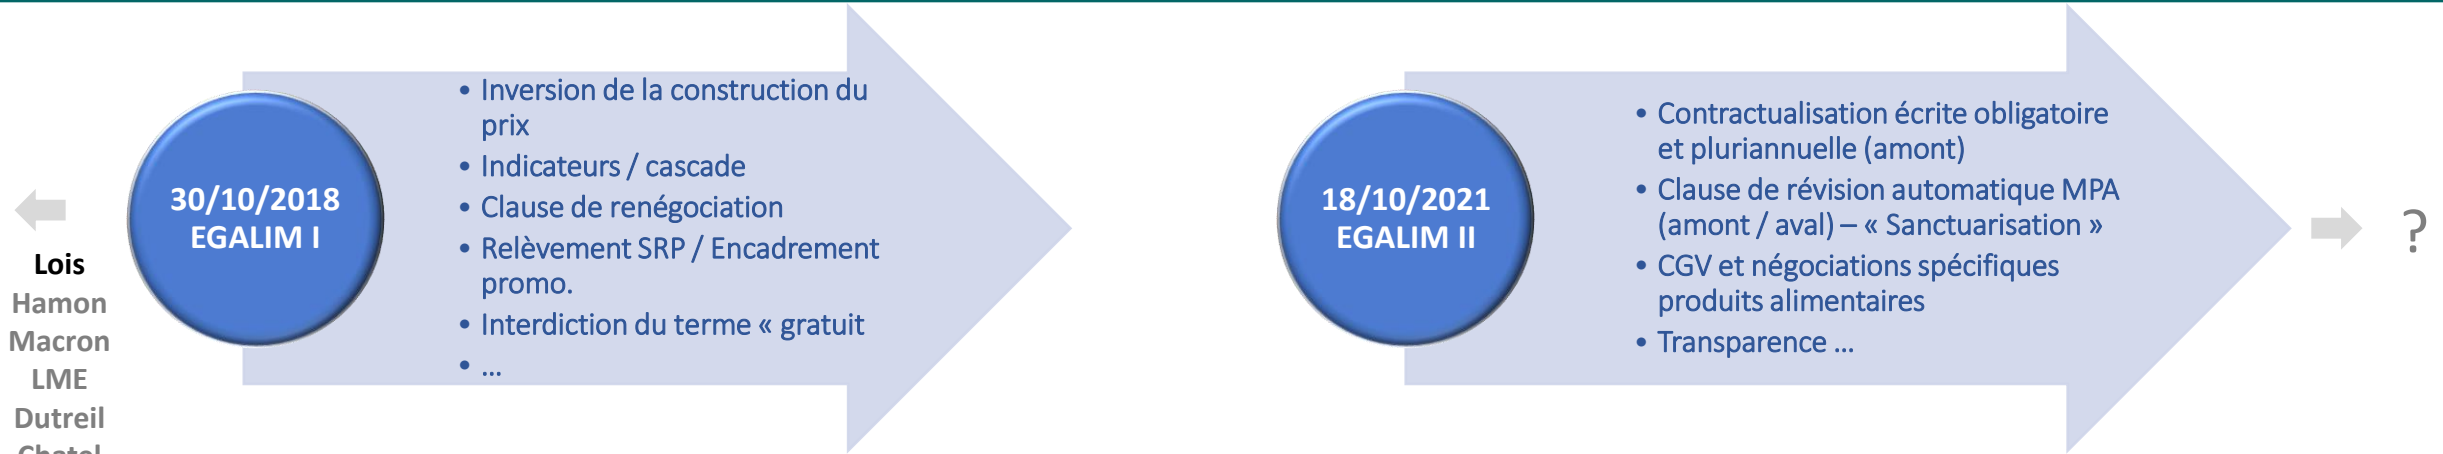 Lois
Hamon
Macron
LME
Dutreil
Chatel
30/10/2018
EGALIM I
• Inversion de la construction du
prix
• Indicateurs / cascade
• Clause de renégociation
• Relèvement SRP / Encadrement
promo.
• Interdiction du terme « gratuit
• ...
18/10/2021
EGALIM II
• Contractualisation écrite obligatoire
et pluriannuelle (amont)
• Clause de révision automatique MPA
(amont / aval) – « Sanctuarisation »
• CGV et négociations spécifiques
produits alimentaires
• Transparence ...
?